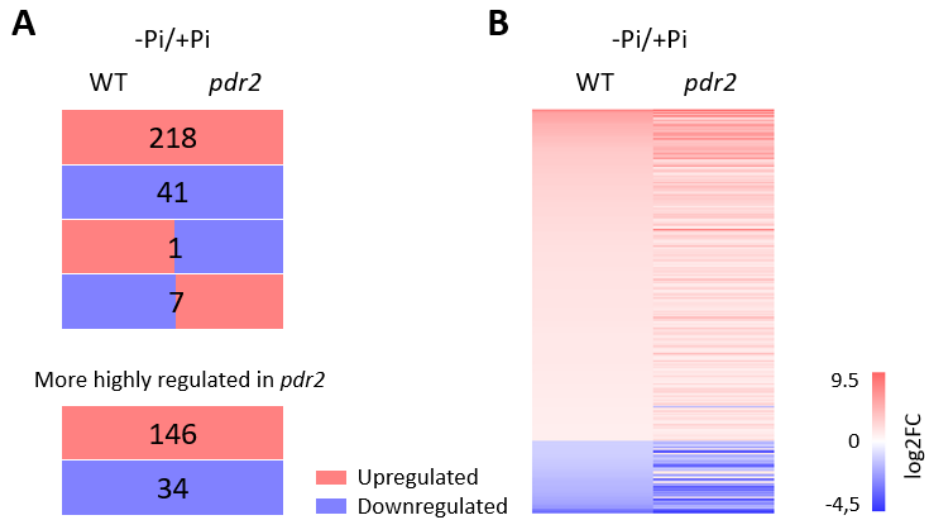 A
-Pi/+Pi
WT pdr2
218
41
1
7
More highly regulated in pdr2
146
34
Upregulated
Downregulated
B
-Pi/+Pi
WT pdr2
9.5
0
-4,5
log2FC